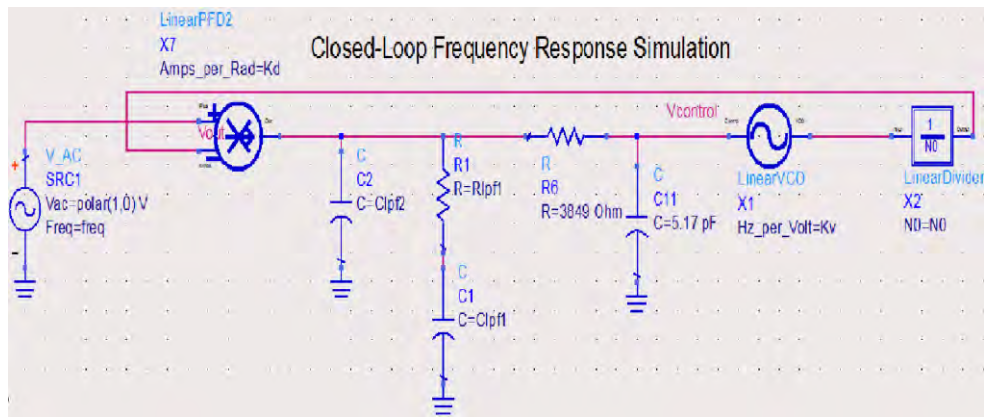 LinearPFD2
X7
Amps_per_Rad=Kd
Closed-Loop Frequency Response Simulation
Vout
Vcontrol
V_AC
SRC1
Vac=polar(1,0) V
Freq=freq
C
C2
C=Clpf2
R
R1
R=Rlpf1
C
C1
C=Clpf1
R
R6
R=3849 Ohm
C
C11
C=5.17 pF
LinearVCO
X1
Hz_per_Volt=Kv
1
N0
LinearDivider
X2
N0=N0